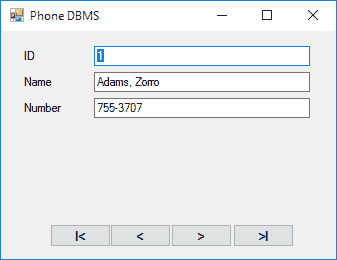 Phone DBMS
ID 1
Name Adams, Zorro
Number 755-3707
|< < > >|